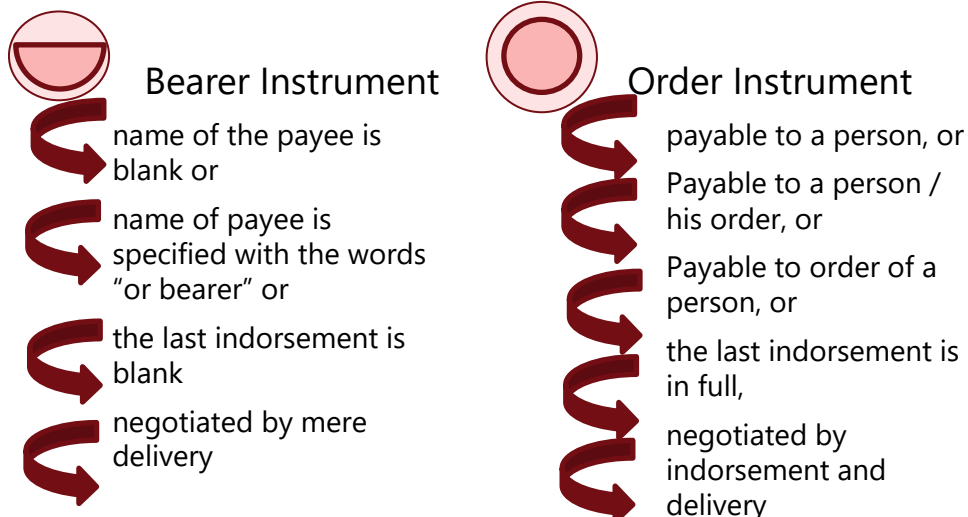 Bearer Instrument
name of the payee is
blank or
name of payee is
specified with the words
“or bearer” or
the last indorsement is
blank
negotiated by mere
delivery
Order Instrument
payable to a person, or
Payable to a person /
his order, or
Payable to order of a
person, or
the last indorsement is
in full,
negotiated by
indorsement and
delivery